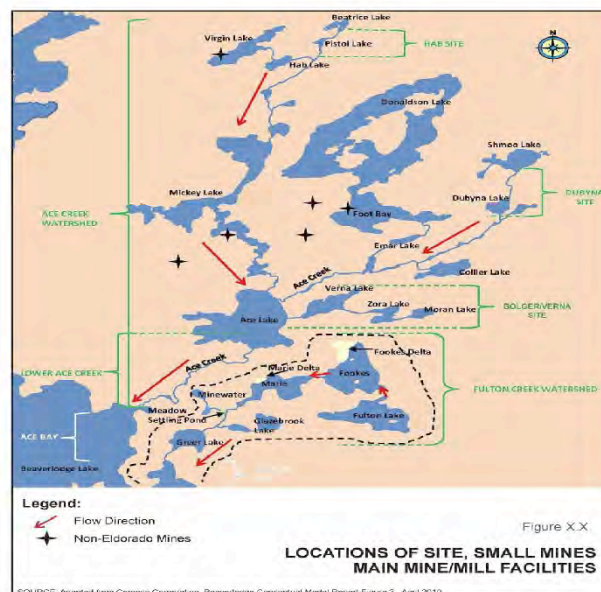 Beatrice Lake
Virgin Lake
Pistol Lake
HAB SITE
N
Hab Lake
Donaldson Lake
Shmoo Lake
Mickey Lake
Dubyna Lake
DUBYNA
SITE
ACE CREEK
WATERSHED
Foot Bay
Emar Lake
Ace Creek
Collier Lake
Verna Lake
Zora Lake
Moran Lake
BOLGER/VERNA
SITE
Ace Lake
LOWER ACE CREEK
Ace Creek
Marie Delta
Fookes Delta
Marie
Fookes
FULTON CREEK WATERSHED
Minewater
Meadow
Settling Pond
Fulton Lake
ACE BAY
Greer Lake
Lake
Beaverlodge Lake
Legend:
Flow Direction
Non-Eldorado Mines
Figure X.X
LOCATIONS OF SITE, SMALL MINES
MAIN MINE/MILL FACILITIES